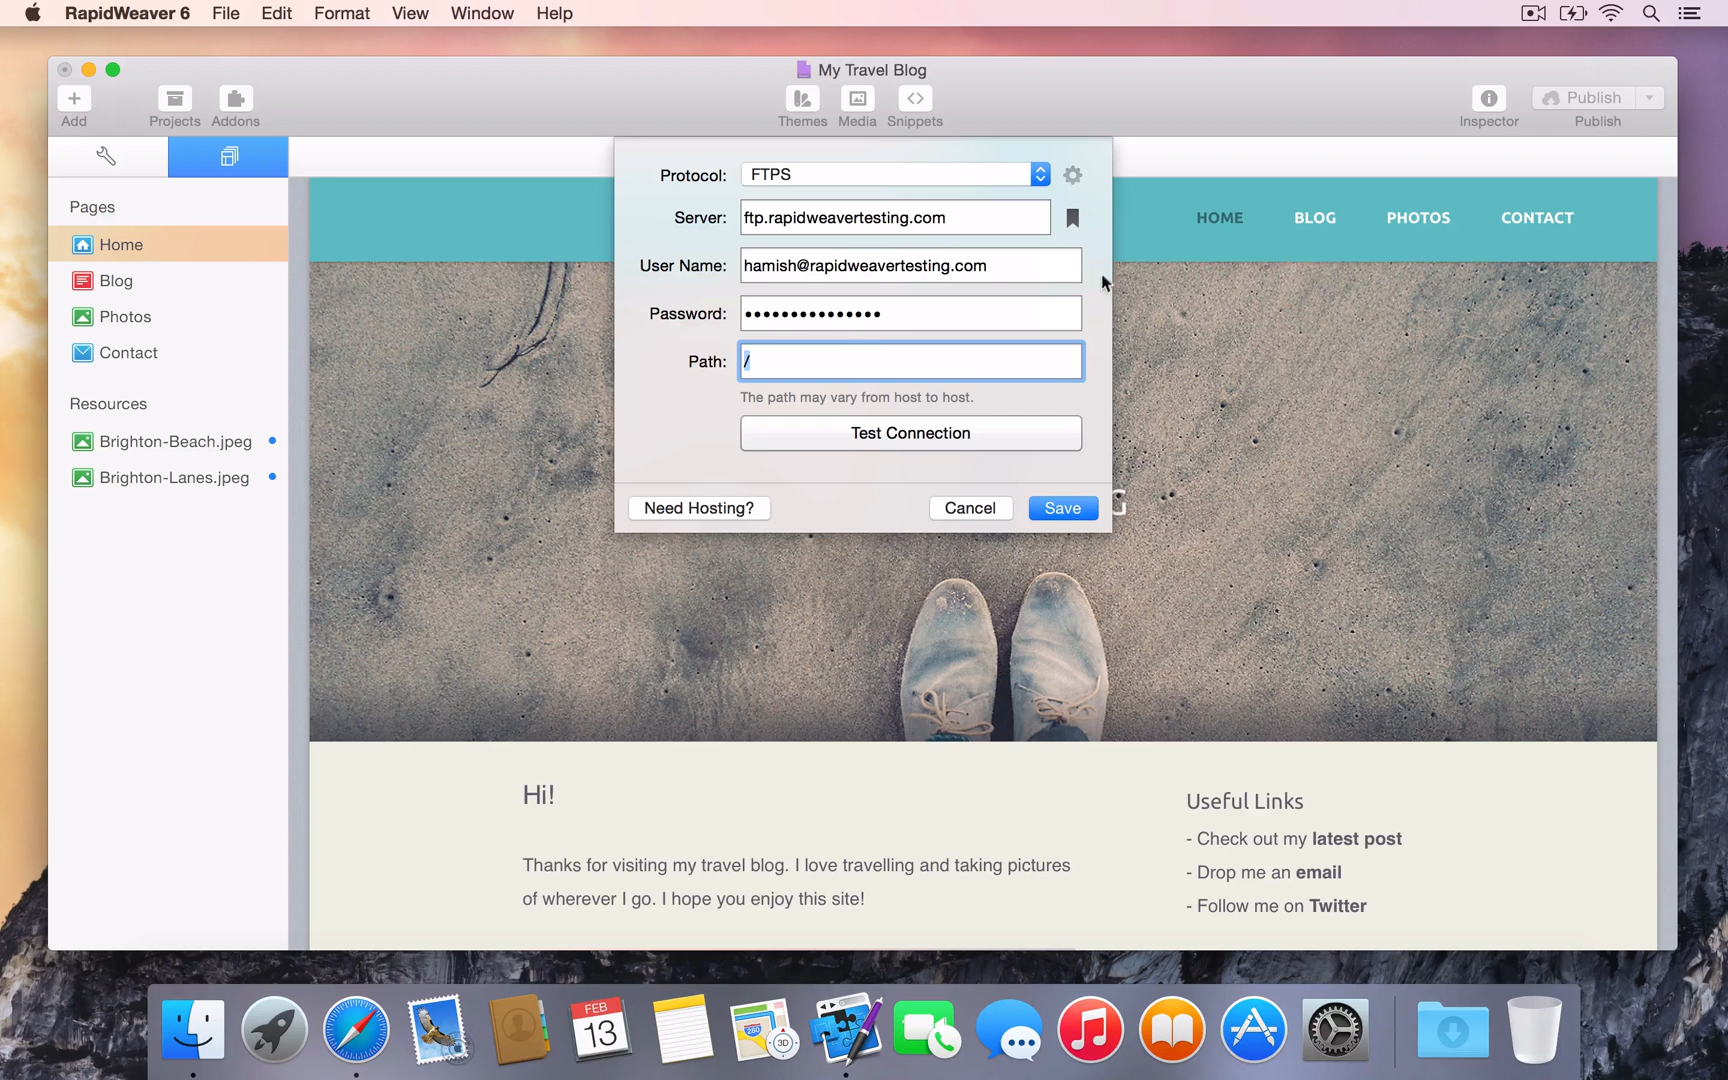 RapidWeaver 6 File Edit Format View Window Help
My Travel Blog
Add Projects Addons Themes Media Snippets Inspector Publish
Publish
Pages
Home
Blog
Photos
Contact
Resources
Brighton-Beach.jpeg
Brighton-Lanes.jpeg
Protocol: FTPS
Server: ftp.rapidweavertesting.com
User Name: hamish@rapidweavertesting.com
Password: •••••••••••••••
Path: /
The path may vary from host to host.
Test Connection
Need Hosting? Cancel Save
HOME BLOG PHOTOS CONTACT
Hi!
Thanks for visiting my travel blog. I love travelling and taking pictures
of wherever I go. I hope you enjoy this site!
Useful Links
- Check out my latest post
- Drop me an email
- Follow me on Twitter
FEB
13
280
3D